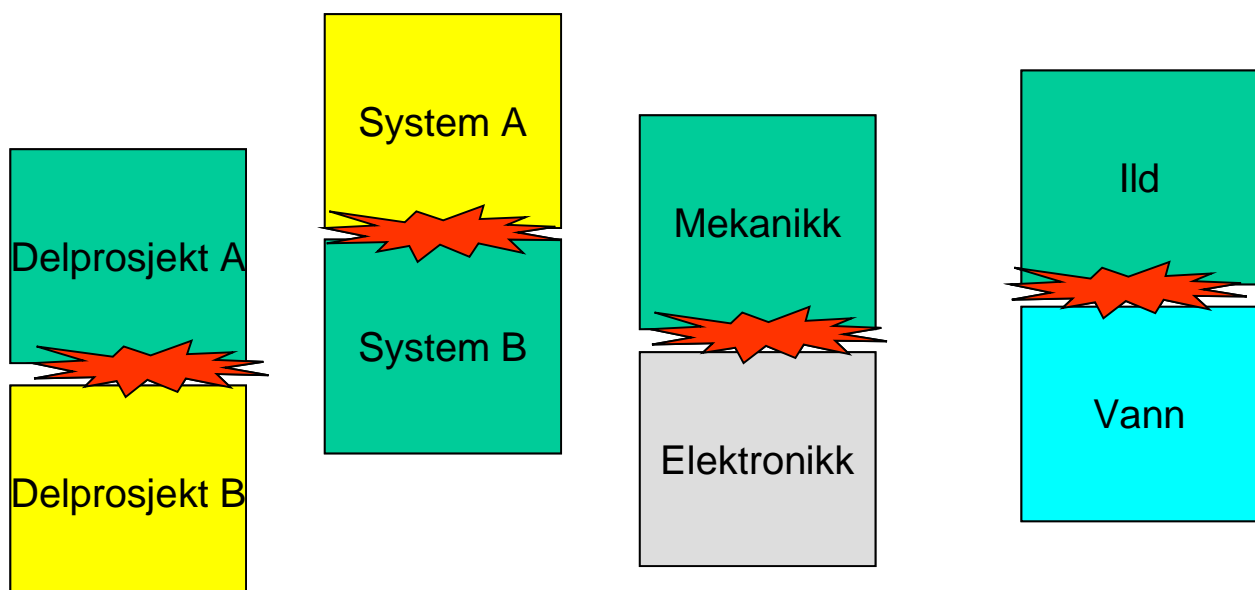 Delprosjekt A
Delprosjekt B
System A
System B
Mekanikk
Elektronikk
Ild
Vann